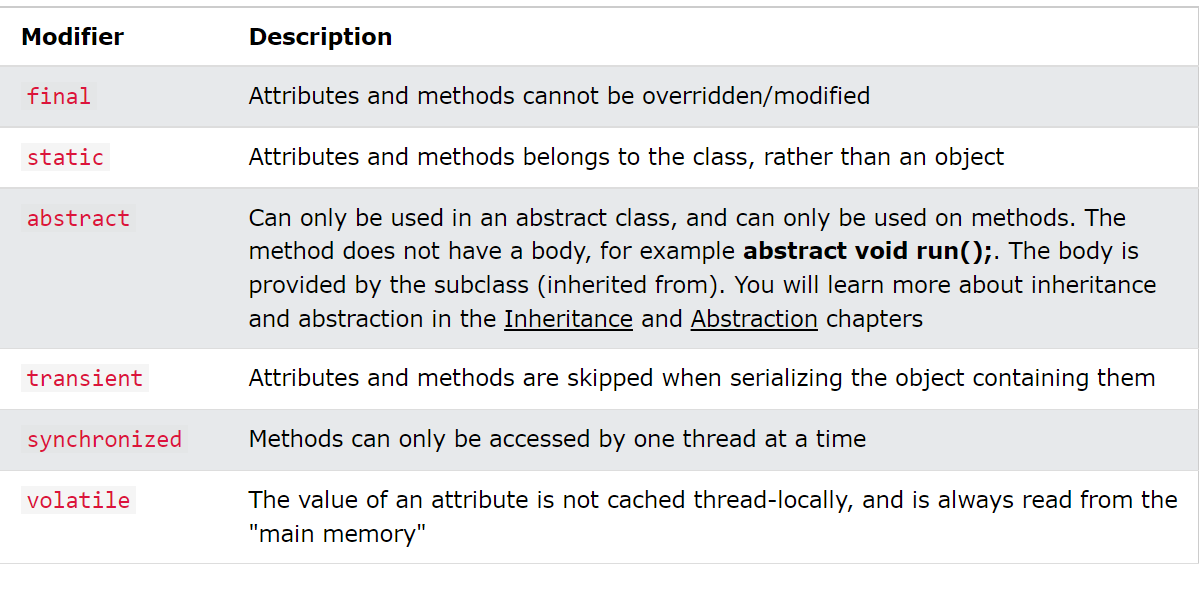 Modifier Description
final Attributes and methods cannot be overridden/modified
static Attributes and methods belongs to the class, rather than an object
abstract Can only be used in an abstract class, and can only be used on methods. The
method does not have a body, for example abstract void run();. The body is
provided by the subclass (inherited from). You will learn more about inheritance
and abstraction in the Inheritance and Abstraction chapters
transient Attributes and methods are skipped when serializing the object containing them
synchronized Methods can only be accessed by one thread at a time
volatile The value of an attribute is not cached thread-locally, and is always read from the
"main memory"